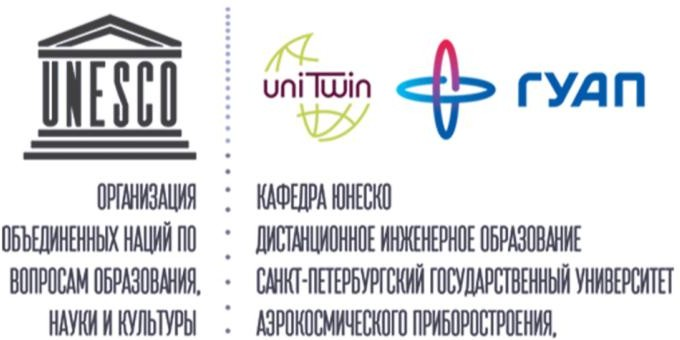 UNESCO
uniTwin
ГУАП
ОРГАНИЗАЦИЯ
ОБЪЕДИНЕННЫХ НАЦИЙ ПО
ВОПРОСАМ ОБРАЗОВАНИЯ,
НАУКИ И КУЛЬТУРЫ
КАФЕДРА ЮНЕСКО
ДИСТАНЦИОННОЕ ИНЖЕНЕРНОЕ ОБРАЗОВАНИЕ
САНКТ-ПЕТЕРБУРГСКИЙ ГОСУДАРСТВЕННЫЙ УНИВЕРСИТЕТ
АЭРОКОСМИЧЕСКОГО ПРИБОРОСТРОЕНИЯ,